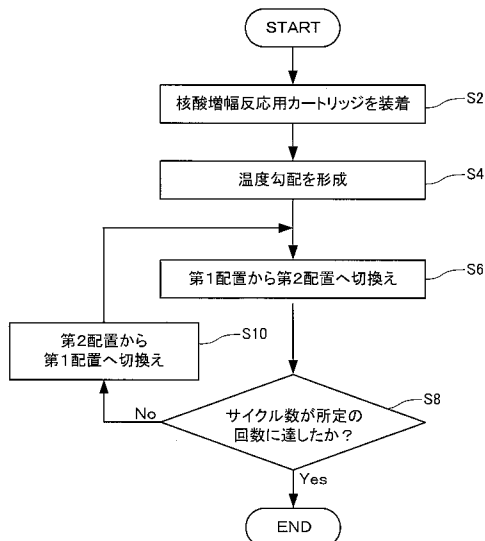 START
核酸増幅反応用カートリッジを装着
S2
温度勾配を形成
S4
第1配置から第2配置へ切換え
S6
第2配置から
第1配置へ切換え
S10
サイクル数が所定の
回数に達したか？
S8
No
Yes
END